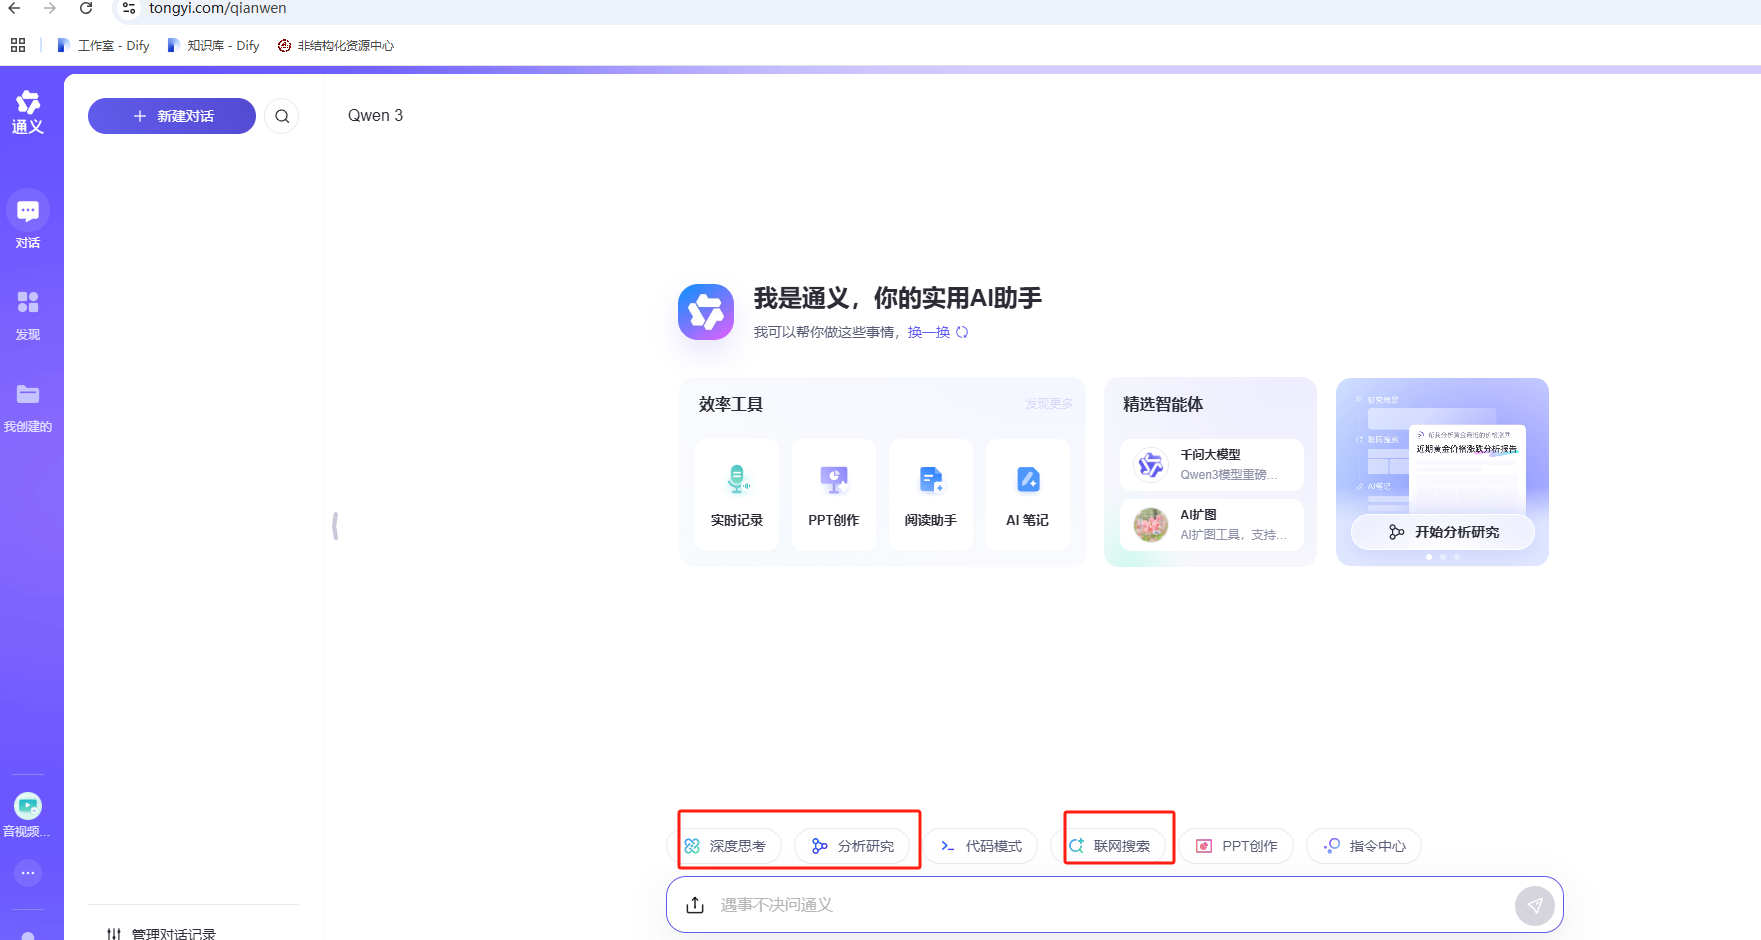 tongyi.com/qianwen
工作室 - Dify
知识库 - Dify
非结构化资源中心
通义
新建对话
Qwen 3
对话
发现
我创建的
我是通义，你的实用AI助手
我可以帮你做这些事情，换一换
效率工具
发现更多
精选智能体
实时记录
PPT创作
阅读助手
AI 笔记
千问大模型
Qwen3模型重磅...
AI扩图
AI扩图工具，支持...
联网搜索
AI笔记
近期黄金价格涨跌分析报告
开始分析研究
音视频...
深度思考
分析研究
代码模式
联网搜索
PPT创作
指令中心
遇事不决问通义
管理对话记录